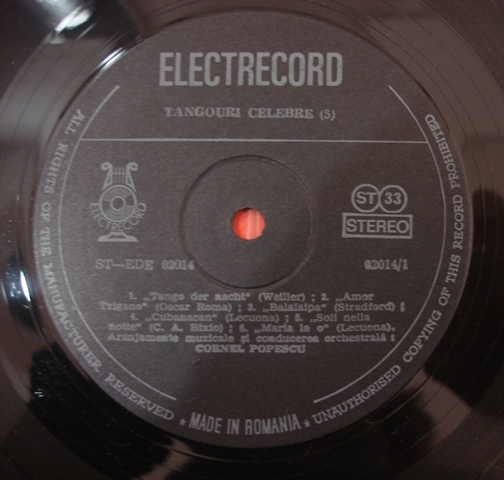 ELECTRECORD
TANGOURI CELEBRE (5)
ELECTRECORD
ST 33
STEREO
ST—EDE 02014
02014/1
1. „Tango der nacht“ (Weiller) ; 2. „Amor
Tzigane“ (Oscar Roma) ; 3. „Balalaipa“ (Stradford) ;
4. „Cubanacan“ (Lecuona) ; 5. „Soli nella
notte“ (C. A. Bixio) ; 6. „Maria la o“ (Lecuona).
Aranjamente muzicale și conducerea orchestrală :
CORNEL POPESCU
ALL RIGHTS OF THE MANUFACTURER RESERVED * MADE IN ROMANIA * UNAUTHORISED COPYING OF THIS RECORD PROHIBITED